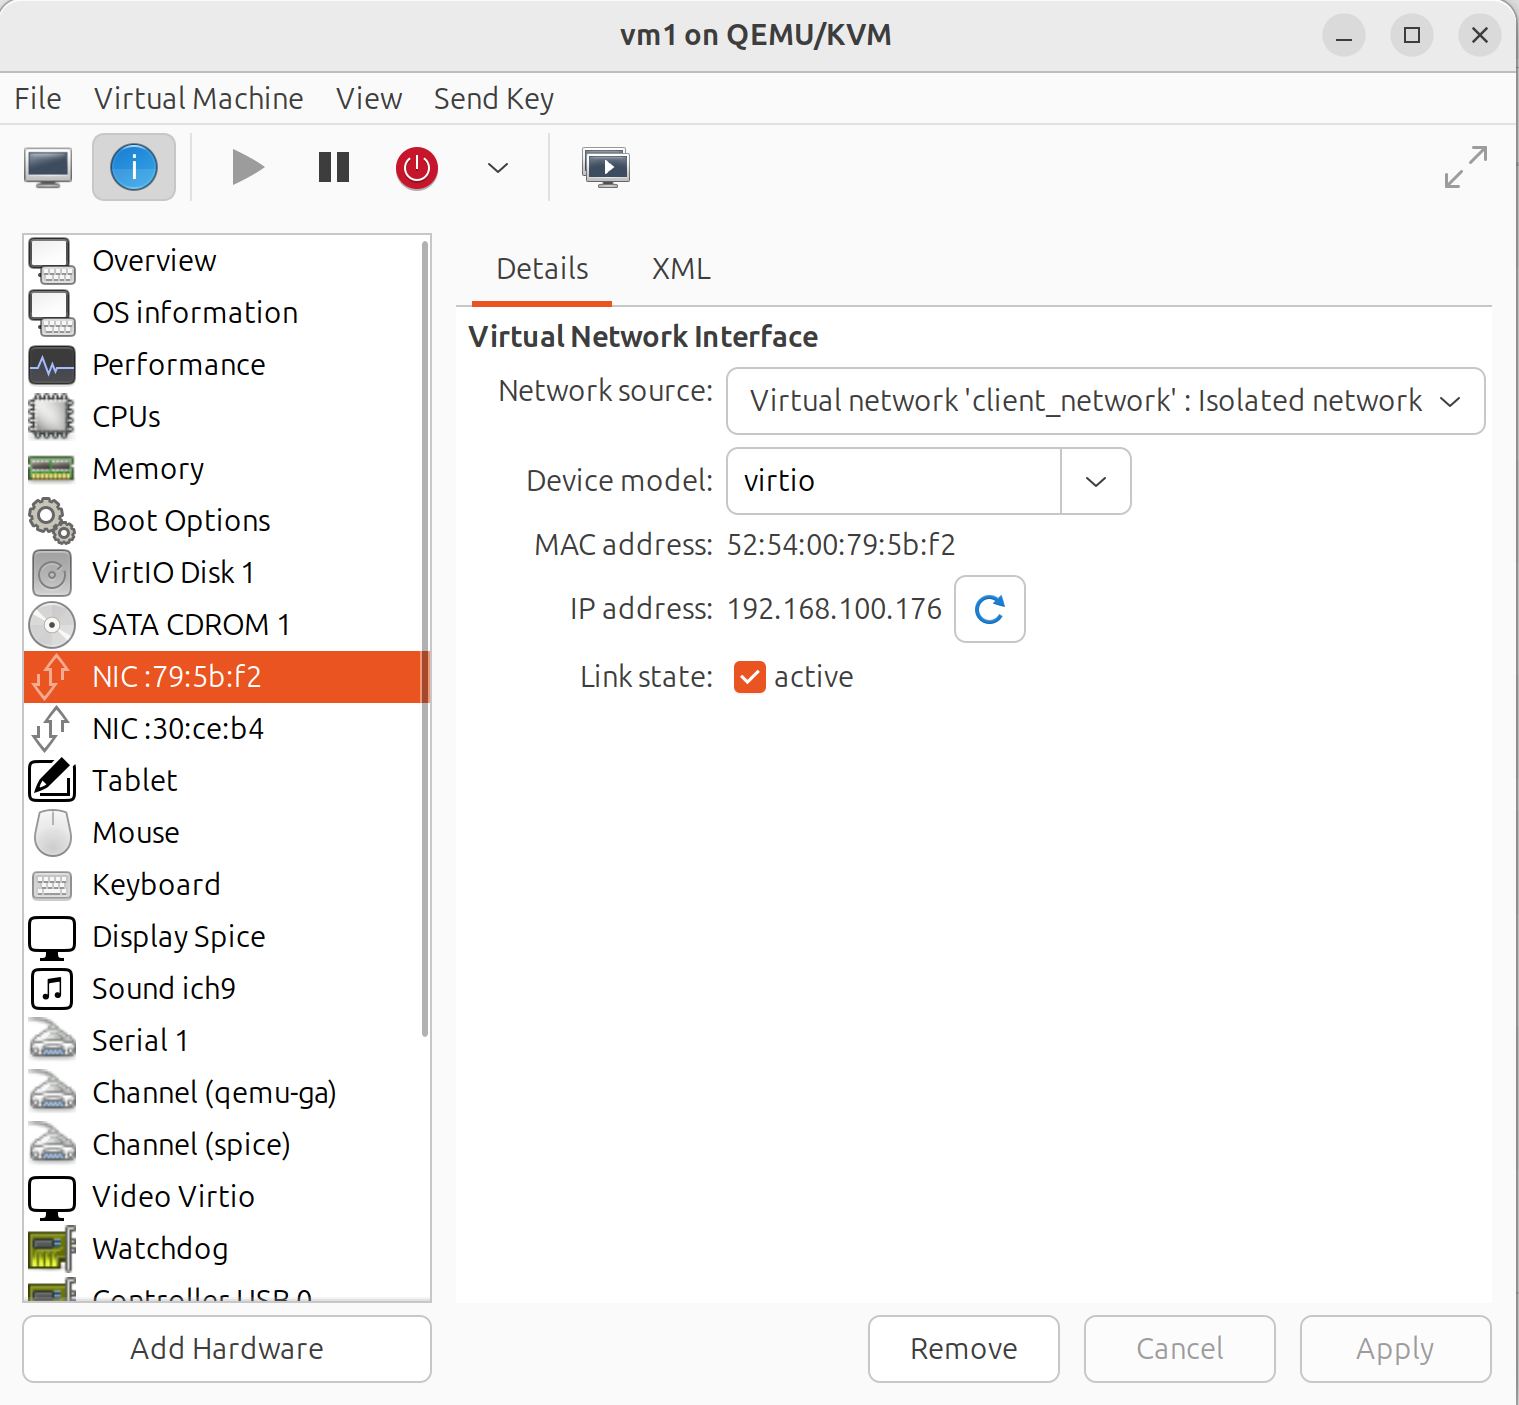 vm1 on QEMU/KVM
File Virtual Machine View Send Key
Overview
OS information
Performance
CPUs
Memory
Boot Options
VirtIO Disk 1
SATA CDROM 1
NIC :79:5b:f2
NIC :30:ce:b4
Tablet
Mouse
Keyboard
Display Spice
Sound ich9
Serial 1
Channel (qemu-ga)
Channel (spice)
Video Virtio
Watchdog
Controller USB 0
Add Hardware
Details XML
Virtual Network Interface
Network source: Virtual network 'client_network' : Isolated network
Device model: virtio
MAC address: 52:54:00:79:5b:f2
IP address: 192.168.100.176
Link state: active
Remove Cancel Apply